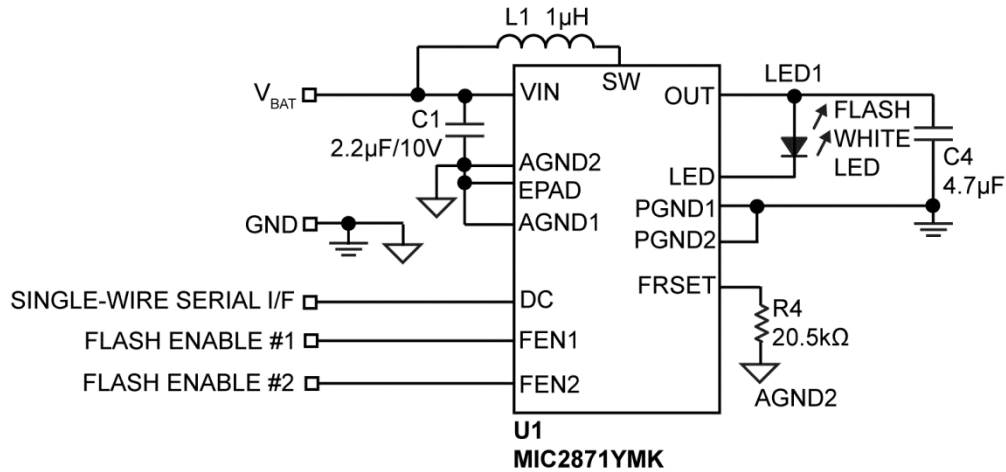 L1 1µH
SW
V_BAT
VIN
C1
2.2µF/10V
AGND2
EPAD
AGND1
GND
SINGLE-WIRE SERIAL I/F
DC
FLASH ENABLE #1
FEN1
FLASH ENABLE #2
FEN2
OUT
LED1
FLASH
WHITE
LED
LED
C4
4.7µF
PGND1
PGND2
FRSET
R4
20.5kΩ
AGND2
U1
MIC2871YMK